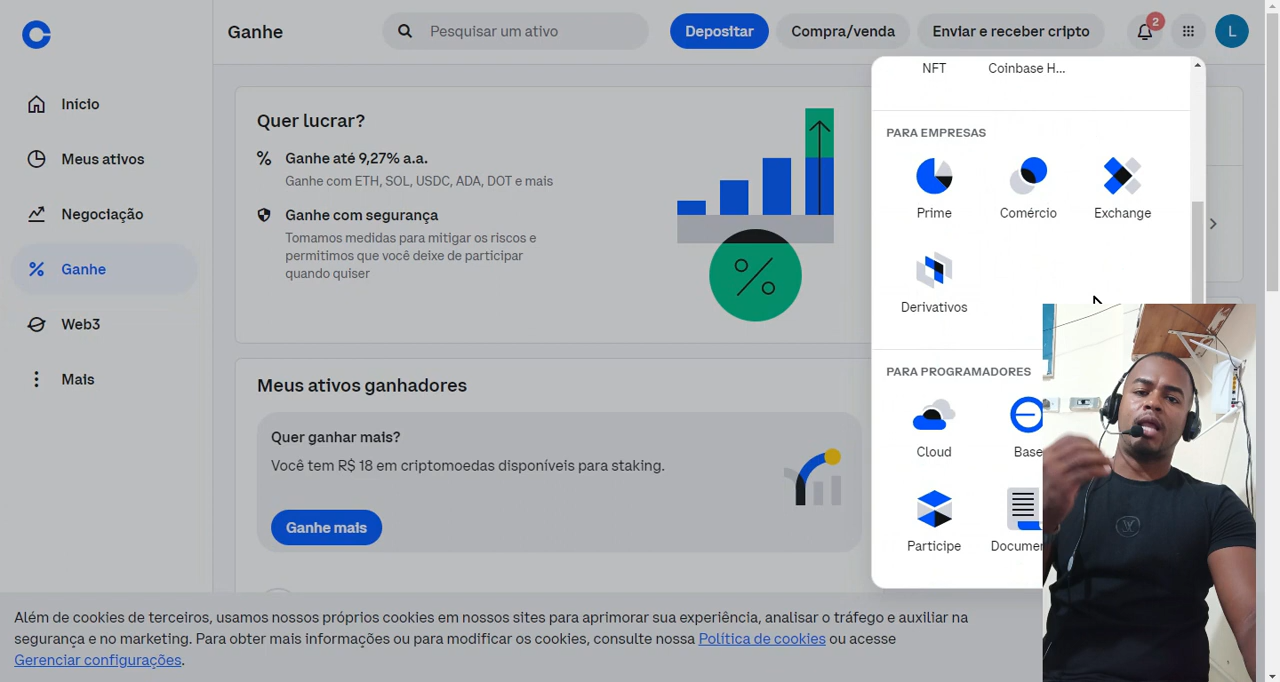 Ganhe
Pesquisar um ativo
Depositar
Compra/venda
Enviar e receber cripto
2
L
Inicio
Meus ativos
Negociação
Ganhe
Web3
Mais
Quer lucrar?
Ganhe até 9,27% a.a.
Ganhe com ETH, SOL, USDC, ADA, DOT e mais
Ganhe com segurança
Tomamos medidas para mitigar os riscos e
permitimos que você deixe de participar
quando quiser
Meus ativos ganhadores
Quer ganhar mais?
Você tem R$ 18 em criptomoedas disponíveis para staking.
Ganhe mais
NFT
Coinbase H...
PARA EMPRESAS
Prime
Comércio
Exchange
Derivativos
PARA PROGRAMADORES
Cloud
Base
Participe
Documen
Além de cookies de terceiros, usamos nossos próprios cookies em nossos sites para aprimorar sua experiência, analisar o tráfego e auxiliar na
segurança e no marketing. Para obter mais informações ou para modificar os cookies, consulte nossa Política de cookies ou acesse
Gerenciar configurações.